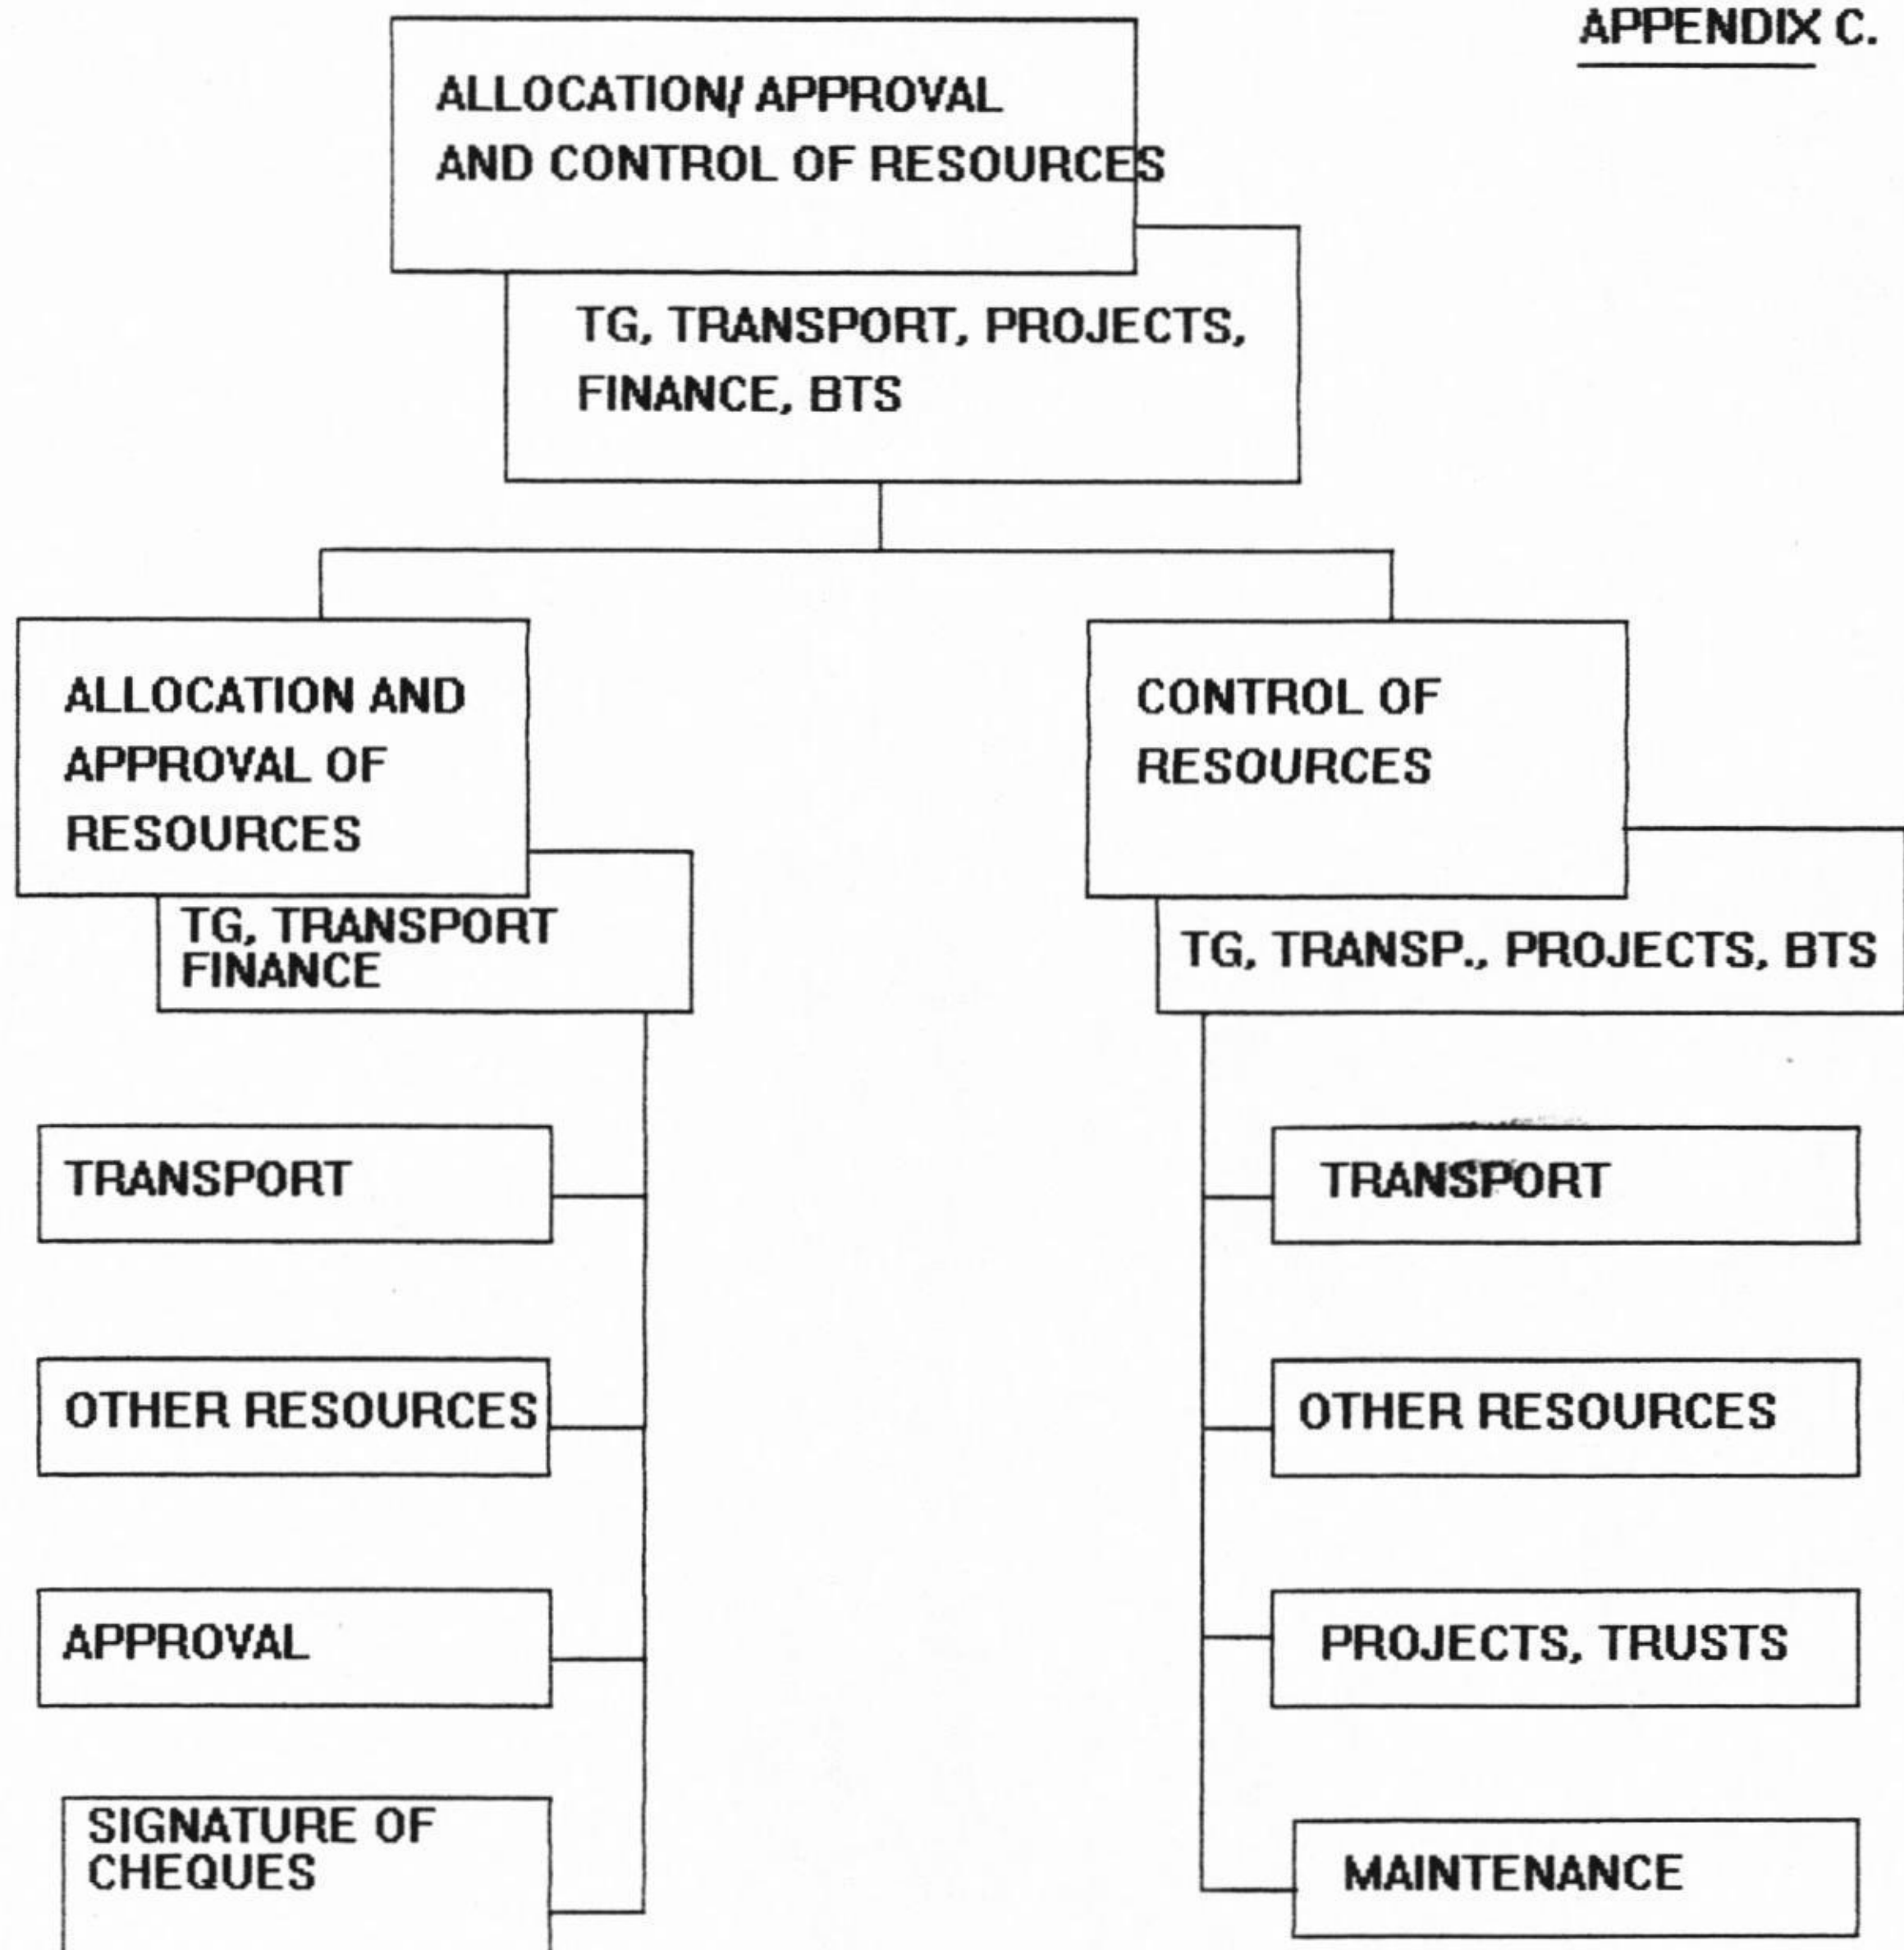 APPENDIX C.
ALLOCATION/ APPROVAL
AND CONTROL OF RESOURCES
TG, TRANSPORT, PROJECTS,
FINANCE, BTS
ALLOCATION AND
APPROVAL OF
RESOURCES
TG, TRANSPORT
FINANCE
TRANSPORT
OTHER RESOURCES
APPROVAL
SIGNATURE OF
CHEQUES
CONTROL OF
RESOURCES
TG, TRANSP., PROJECTS, BTS
TRANSPORT
OTHER RESOURCES
PROJECTS, TRUSTS
MAINTENANCE